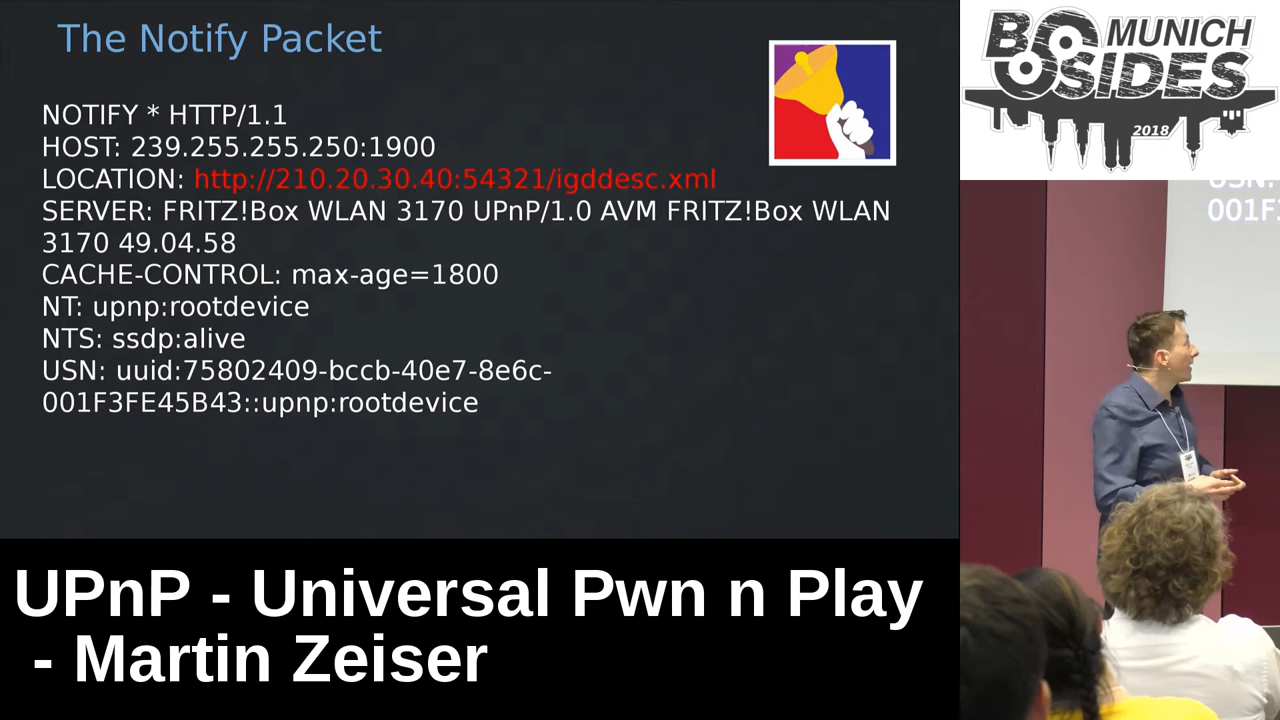 The Notify Packet
NOTIFY * HTTP/1.1
HOST: 239.255.255.250:1900
LOCATION: http://210.20.30.40:54321/igddesc.xml
SERVER: FRITZ!Box WLAN 3170 UPnP/1.0 AVM FRITZ!Box WLAN
3170 49.04.58
CACHE-CONTROL: max-age=1800
NT: upnp:rootdevice
NTS: ssdp:alive
USN: uuid:75802409-bccb-40e7-8e6c-
001F3FE45B43::upnp:rootdevice
UPnP - Universal Pwn n Play
- Martin Zeiser
BSIDES MUNICH
2018
USN:
001F